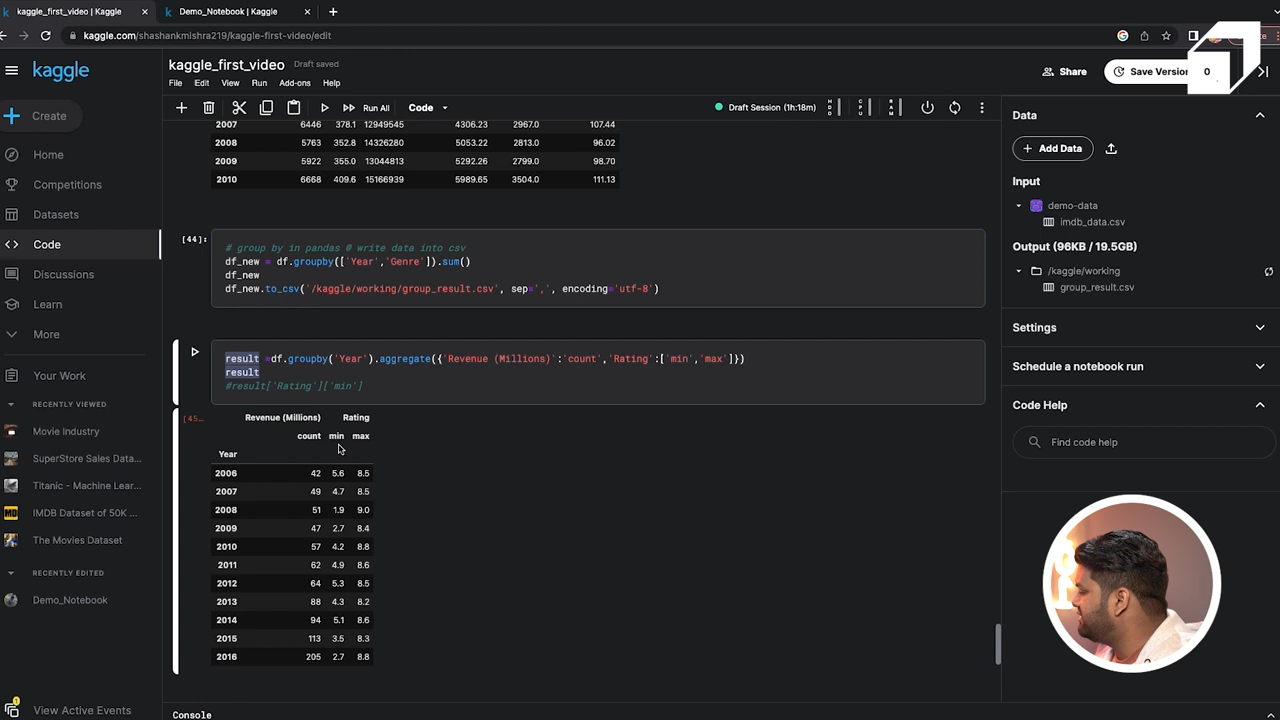 kaggle_first_video | Kaggle
Demo_Notebook | Kaggle
kaggle.com/shashankmishra219/kaggle-first-video/edit
kaggle
kaggle_first_video Draft saved
File Edit View Run Add-ons Help
Share
Save Version
0
Run All
Code
Draft Session (1h:18m)
Create
Home
Competitions
Datasets
Code
Discussions
Learn
More
Your Work
RECENTLY VIEWED
Movie Industry
SuperStore Sales Data...
Titanic - Machine Lear...
IMDB Dataset of 50K ...
The Movies Dataset
RECENTLY EDITED
Demo_Notebook
View Active Events
2007 6446 378.1 12949545 4306.23 2967.0 107.44
2008 5763 352.8 14326280 5053.22 2813.0 96.02
2009 5922 355.0 13044813 5292.26 2799.0 98.70
2010 6668 409.6 15166939 5989.65 3504.0 111.13
[44]:
# group by in pandas @ write data into csv
df_new = df.groupby(['Year','Genre']).sum()
df_new
df_new.to_csv('/kaggle/working/group_result.csv', sep=',', encoding='utf-8')
result =df.groupby('Year').aggregate({'Revenue (Millions)':'count','Rating':['min','max']})
result
#result['Rating']['min']
[45...
Revenue (Millions) Rating
count min max
Year
2006 42 5.6 8.5
2007 49 4.7 8.5
2008 51 1.9 9.0
2009 47 2.7 8.4
2010 57 4.2 8.8
2011 62 4.9 8.6
2012 64 5.3 8.5
2013 88 4.3 8.2
2014 94 5.1 8.6
2015 113 3.5 8.3
2016 205 2.7 8.8
Console
Data
Add Data
Input
demo-data
imdb_data.csv
Output (96KB / 19.5GB)
/kaggle/working
group_result.csv
Settings
Schedule a notebook run
Code Help
Find code help